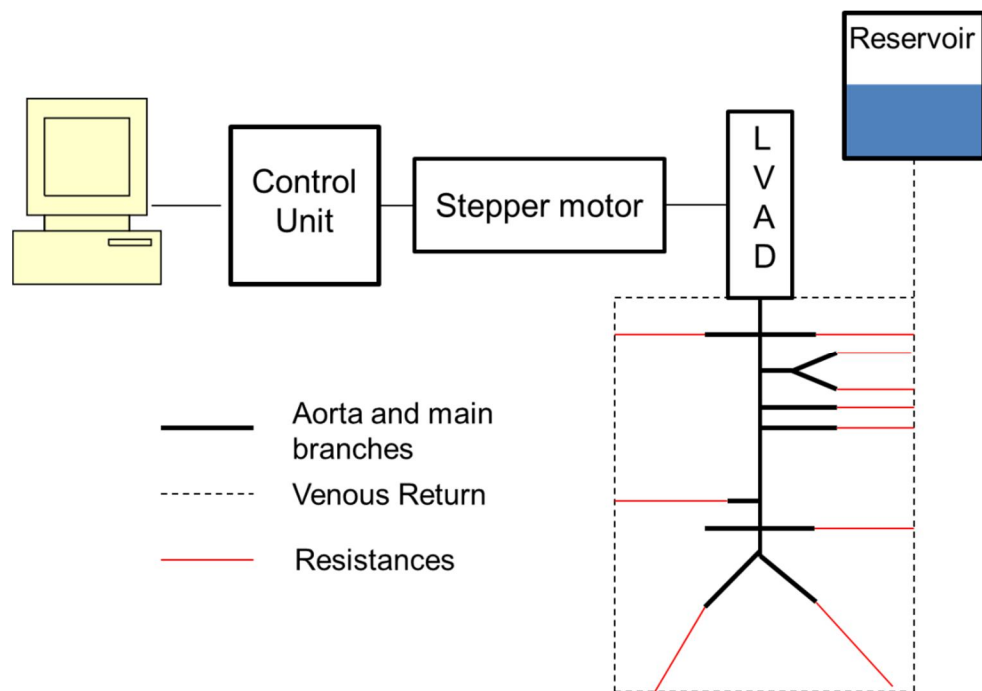 Reservoir
L
V
A
D
Control
Unit
Stepper motor
Aorta and main
branches
Venous Return
Resistances